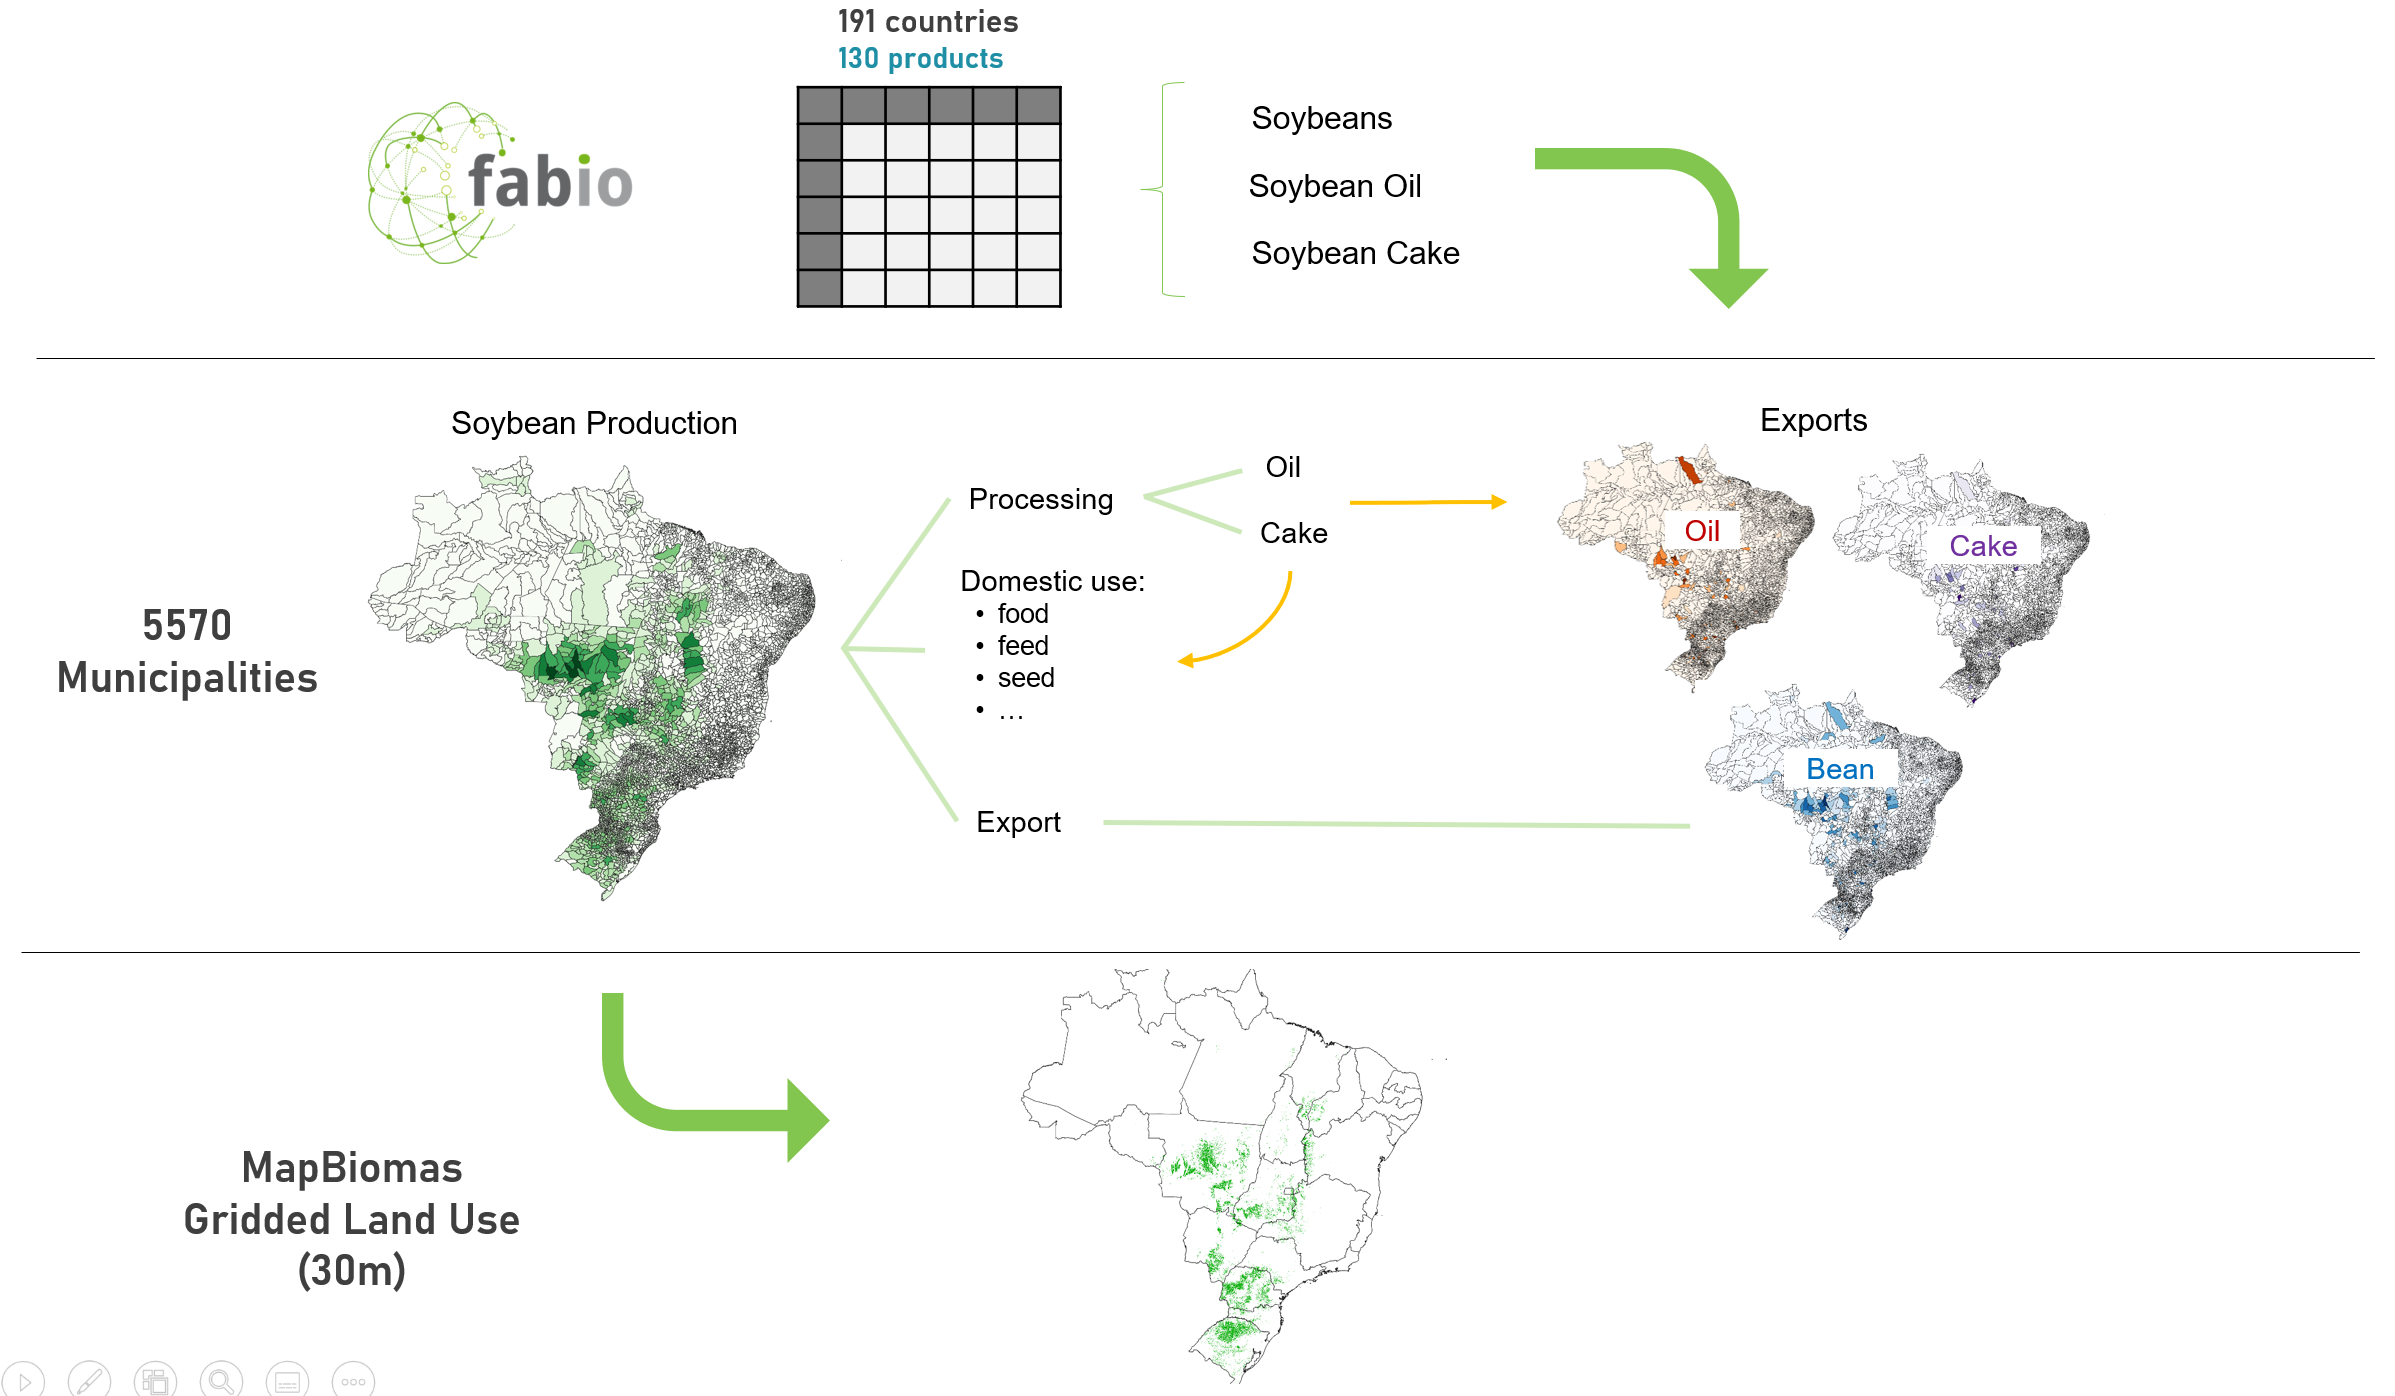 191 countries
130 products
fabio
Soybeans
Soybean Oil
Soybean Cake
Soybean Production
5570
Municipalities
Processing
Oil
Cake
Domestic use:
• food
• feed
• seed
• …
Export
Exports
Oil
Cake
Bean
MapBiomas
Gridded Land Use
(30m)